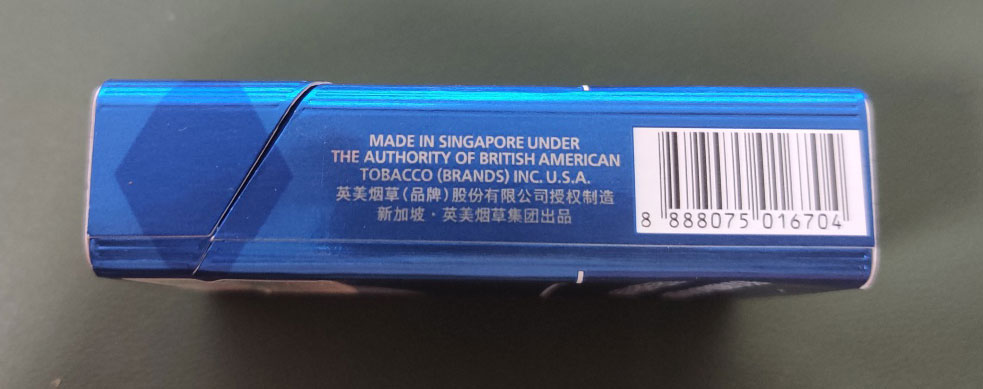 MADE IN SINGAPORE UNDER
THE AUTHORITY OF BRITISH AMERICAN
TOBACCO (BRANDS) INC. U.S.A.
英美烟草(品牌)股份有限公司授权制造
新加坡·英美烟草集团出品
8 888075 016704